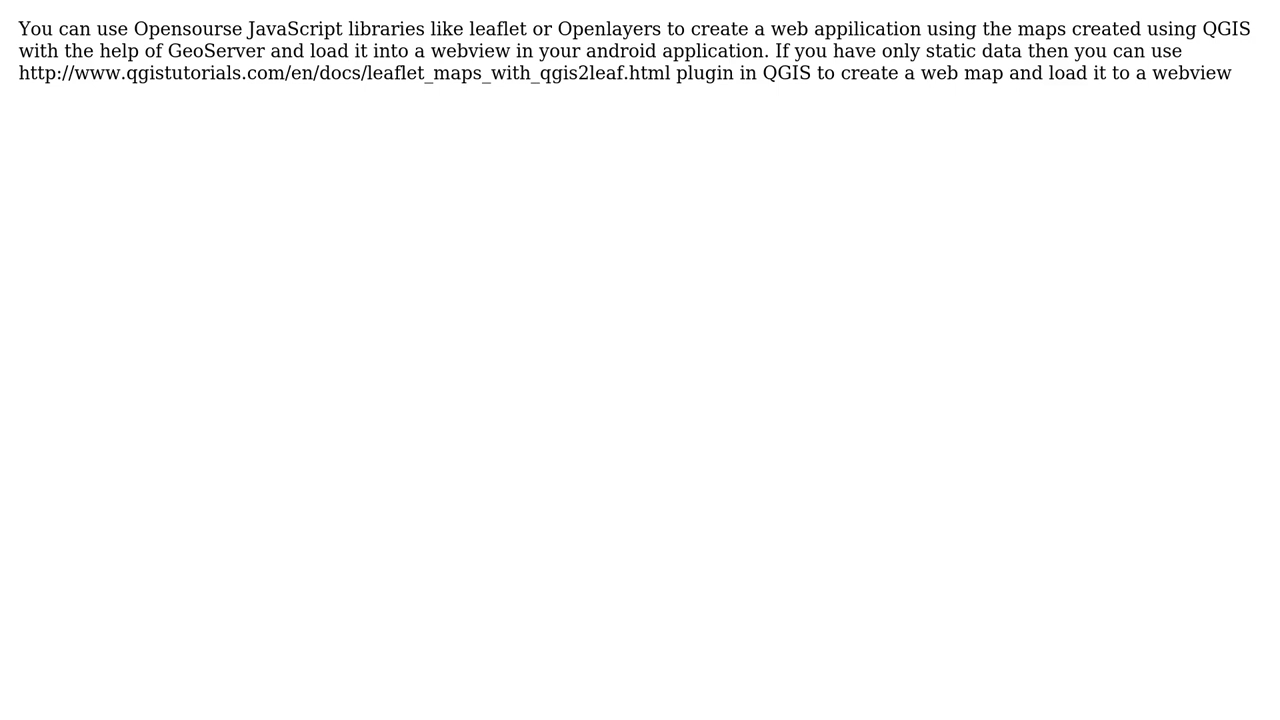 You can use Opensourse JavaScript libraries like leaflet or Openlayers to create a web appilication using the maps created using QGIS
with the help of GeoServer and load it into a webview in your android application. If you have only static data then you can use
http://www.qgistutorials.com/en/docs/leaflet_maps_with_qgis2leaf.html plugin in QGIS to create a web map and load it to a webview